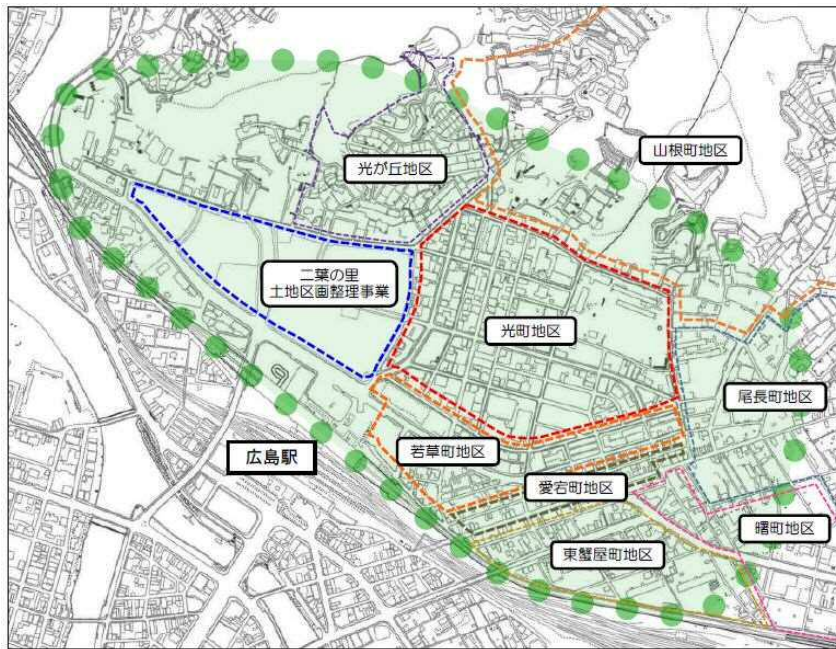 山根町地区
光が丘地区
二葉の里
土地区画整理事業
光町地区
尾長町地区
若草町地区
広島駅
愛宕町地区
曙町地区
東蟹屋町地区